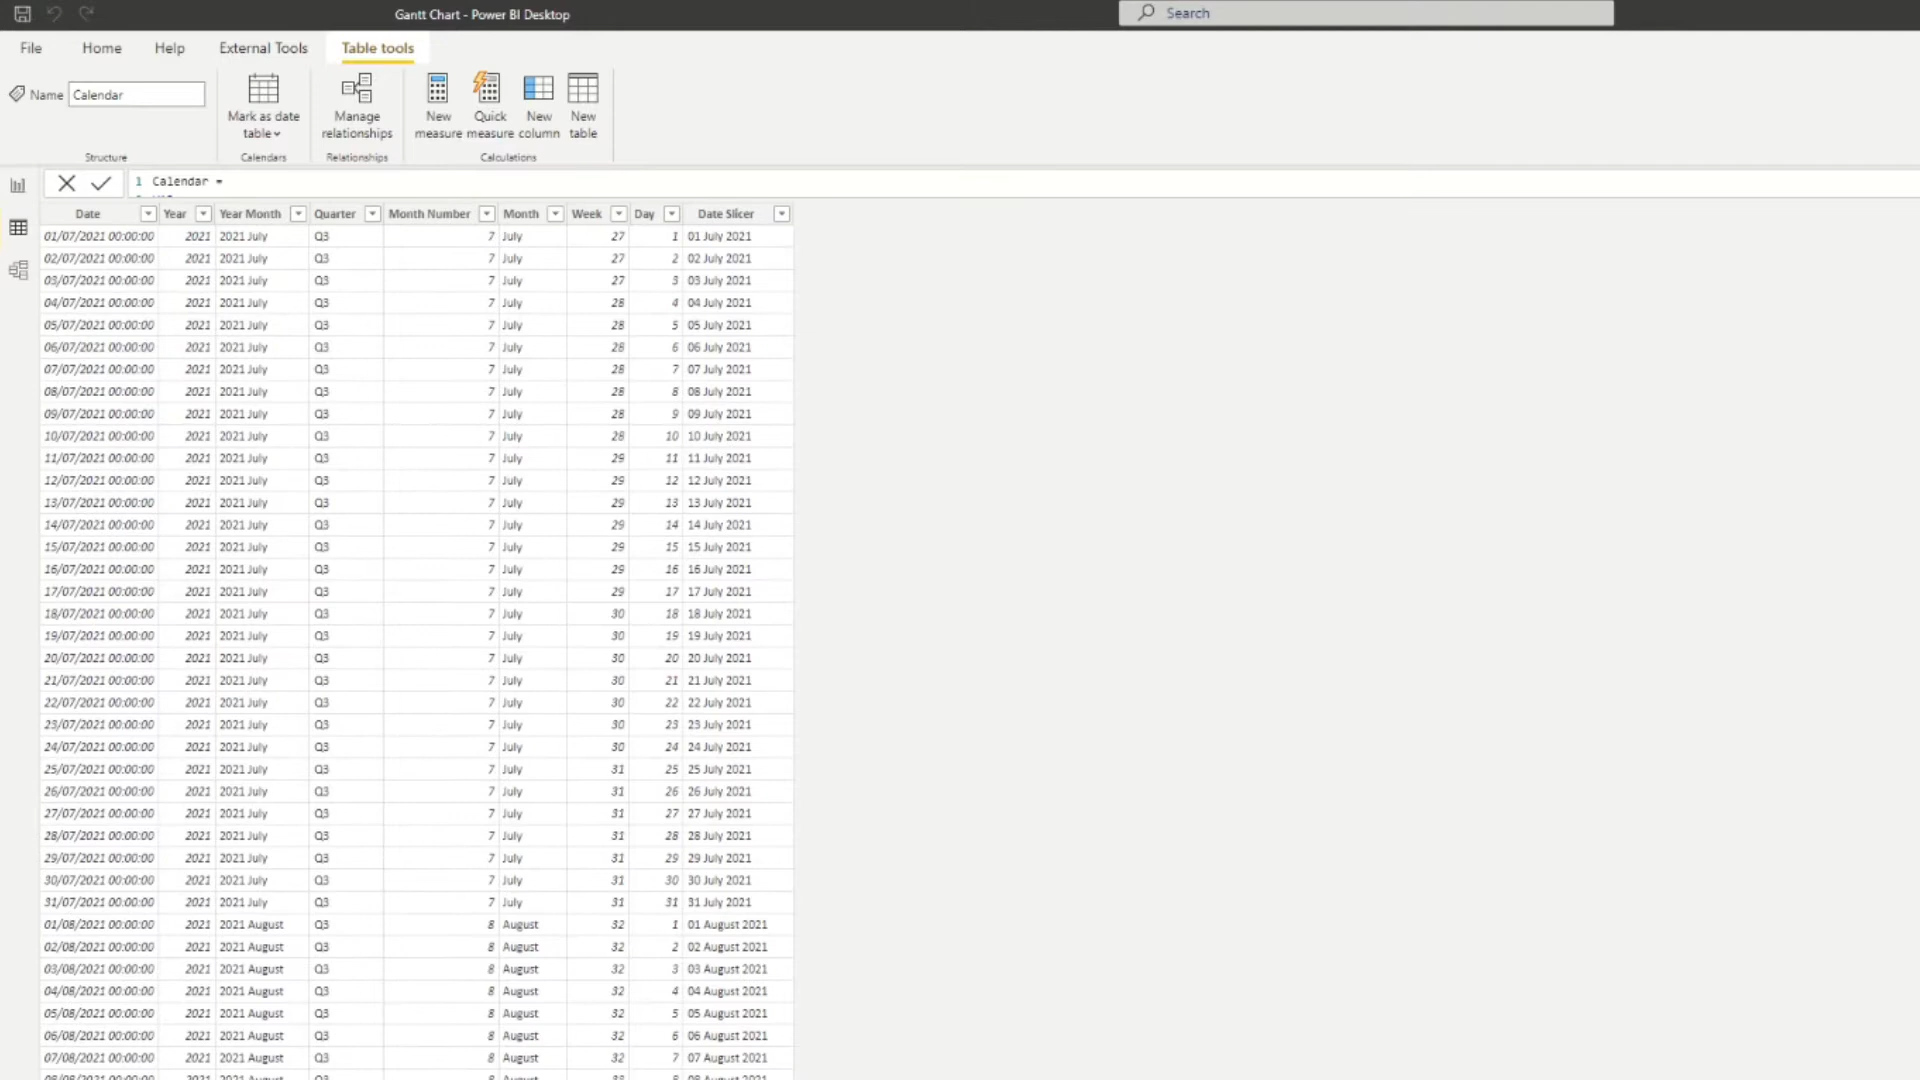 Gantt Chart - Power BI Desktop
Search
File Home Help External Tools Table tools
Name Calendar
Mark as date table
Manage relationships
New measure
Quick measure
New column
New table
Structure Calendars Relationships Calculations
1 Calendar =
Date Year Year Month Quarter Month Number Month Week Day Date Slicer
01/07/2021 00:00:00 2021 2021 July Q3 7 July 27 1 01 July 2021
02/07/2021 00:00:00 2021 2021 July Q3 7 July 27 2 02 July 2021
03/07/2021 00:00:00 2021 2021 July Q3 7 July 27 3 03 July 2021
04/07/2021 00:00:00 2021 2021 July Q3 7 July 28 4 04 July 2021
05/07/2021 00:00:00 2021 2021 July Q3 7 July 28 5 05 July 2021
06/07/2021 00:00:00 2021 2021 July Q3 7 July 28 6 06 July 2021
07/07/2021 00:00:00 2021 2021 July Q3 7 July 28 7 07 July 2021
08/07/2021 00:00:00 2021 2021 July Q3 7 July 28 8 08 July 2021
09/07/2021 00:00:00 2021 2021 July Q3 7 July 28 9 09 July 2021
10/07/2021 00:00:00 2021 2021 July Q3 7 July 28 10 10 July 2021
11/07/2021 00:00:00 2021 2021 July Q3 7 July 29 11 11 July 2021
12/07/2021 00:00:00 2021 2021 July Q3 7 July 29 12 12 July 2021
13/07/2021 00:00:00 2021 2021 July Q3 7 July 29 13 13 July 2021
14/07/2021 00:00:00 2021 2021 July Q3 7 July 29 14 14 July 2021
15/07/2021 00:00:00 2021 2021 July Q3 7 July 29 15 15 July 2021
16/07/2021 00:00:00 2021 2021 July Q3 7 July 29 16 16 July 2021
17/07/2021 00:00:00 2021 2021 July Q3 7 July 29 17 17 July 2021
18/07/2021 00:00:00 2021 2021 July Q3 7 July 30 18 18 July 2021
19/07/2021 00:00:00 2021 2021 July Q3 7 July 30 19 19 July 2021
20/07/2021 00:00:00 2021 2021 July Q3 7 July 30 20 20 July 2021
21/07/2021 00:00:00 2021 2021 July Q3 7 July 30 21 21 July 2021
22/07/2021 00:00:00 2021 2021 July Q3 7 July 30 22 22 July 2021
23/07/2021 00:00:00 2021 2021 July Q3 7 July 30 23 23 July 2021
24/07/2021 00:00:00 2021 2021 July Q3 7 July 30 24 24 July 2021
25/07/2021 00:00:00 2021 2021 July Q3 7 July 31 25 25 July 2021
26/07/2021 00:00:00 2021 2021 July Q3 7 July 31 26 26 July 2021
27/07/2021 00:00:00 2021 2021 July Q3 7 July 31 27 27 July 2021
28/07/2021 00:00:00 2021 2021 July Q3 7 July 31 28 28 July 2021
29/07/2021 00:00:00 2021 2021 July Q3 7 July 31 29 29 July 2021
30/07/2021 00:00:00 2021 2021 July Q3 7 July 31 30 30 July 2021
31/07/2021 00:00:00 2021 2021 July Q3 7 July 31 31 31 July 2021
01/08/2021 00:00:00 2021 2021 August Q3 8 August 32 1 01 August 2021
02/08/2021 00:00:00 2021 2021 August Q3 8 August 32 2 02 August 2021
03/08/2021 00:00:00 2021 2021 August Q3 8 August 32 3 03 August 2021
04/08/2021 00:00:00 2021 2021 August Q3 8 August 32 4 04 August 2021
05/08/2021 00:00:00 2021 2021 August Q3 8 August 32 5 05 August 2021
06/08/2021 00:00:00 2021 2021 August Q3 8 August 32 6 06 August 2021
07/08/2021 00:00:00 2021 2021 August Q3 8 August 32 7 07 August 2021